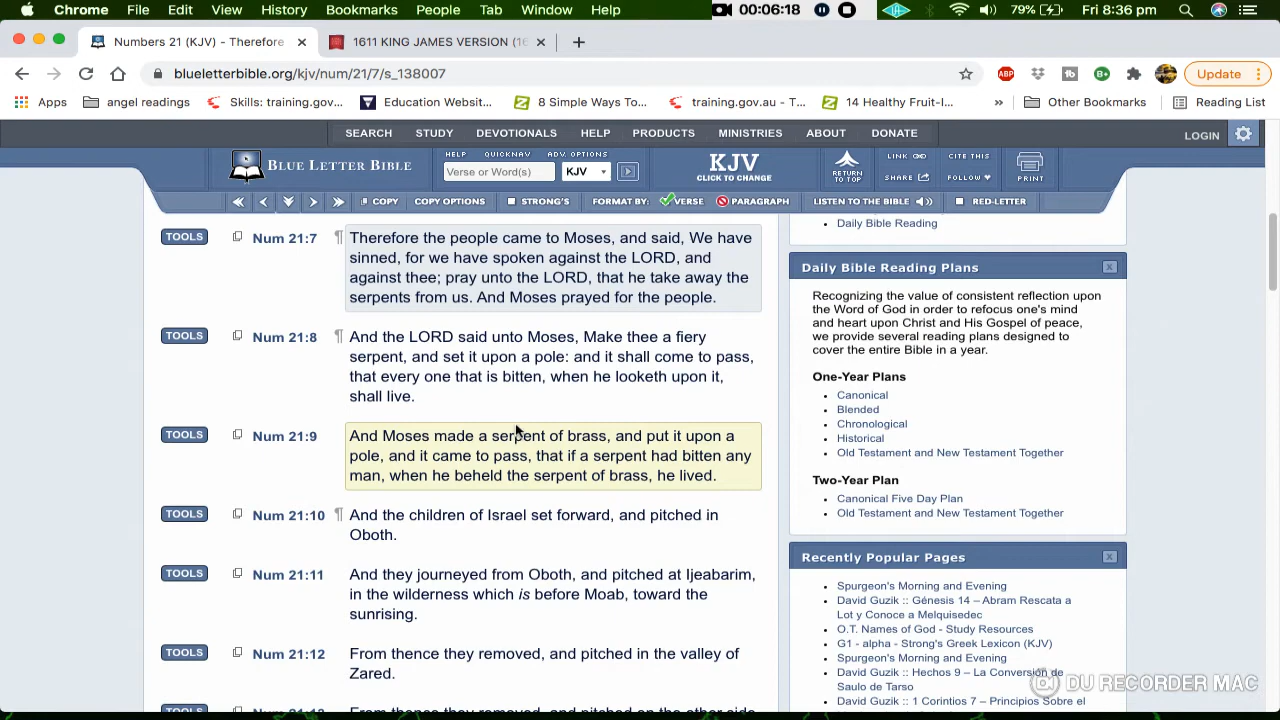 Chrome File Edit View History Bookmarks People Tab Window Help 00:06:18 79% Fri 8:36 pm
Numbers 21 (KJV) - Therefore × 1611 KING JAMES VERSION (16 × +
blueletterbible.org/kjv/num/21/7/s_138007 ABP tb B+ Update
Apps angel readings Skills: training.gov... Education Websit... 8 Simple Ways To... training.gov.au - T... 14 Healthy Fruit-I... » Other Bookmarks Reading List
SEARCH STUDY DEVOTIONALS HELP PRODUCTS MINISTRIES ABOUT DONATE LOGIN
BLUE LETTER BIBLE
HELP QUICKNAV ADV. OPTIONS
Verse or Word(s) KJV
KJV
CLICK TO CHANGE
RETURN TO TOP
LINK CITE THIS
SHARE FOLLOW
PRINT
COPY COPY OPTIONS STRONG'S FORMAT BY: VERSE PARAGRAPH LISTEN TO THE BIBLE RED-LETTER
TOOLS Num 21:7 ¶ Therefore the people came to Moses, and said, We have
sinned, for we have spoken against the LORD, and
against thee; pray unto the LORD, that he take away the
serpents from us. And Moses prayed for the people.
TOOLS Num 21:8 ¶ And the LORD said unto Moses, Make thee a fiery
serpent, and set it upon a pole: and it shall come to pass,
that every one that is bitten, when he looketh upon it,
shall live.
TOOLS Num 21:9 And Moses made a serpent of brass, and put it upon a
pole, and it came to pass, that if a serpent had bitten any
man, when he beheld the serpent of brass, he lived.
TOOLS Num 21:10 ¶ And the children of Israel set forward, and pitched in
Oboth.
TOOLS Num 21:11 And they journeyed from Oboth, and pitched at Ijeabarim,
in the wilderness which is before Moab, toward the
sunrising.
TOOLS Num 21:12 From thence they removed, and pitched in the valley of
Zared.
Daily Bible Reading
Daily Bible Reading Plans x
Recognizing the value of consistent reflection upon
the Word of God in order to refocus one's mind
and heart upon Christ and His Gospel of peace,
we provide several reading plans designed to
cover the entire Bible in a year.
One-Year Plans
Canonical
Blended
Chronological
Historical
Old Testament and New Testament Together
Two-Year Plan
Canonical Five Day Plan
Old Testament and New Testament Together
Recently Popular Pages x
Spurgeon's Morning and Evening
David Guzik :: Génesis 14 – Abram Rescata a
Lot y Conoce a Melquisedec
O.T. Names of God - Study Resources
G1 - alpha - Strong's Greek Lexicon (KJV)
Spurgeon's Morning and Evening
David Guzik :: Hechos 9 – La Conversión de
Saulo de Tarso
David Guzik :: 1 Corintios 7 – Principios Sobre el
DU RECORDER MAC